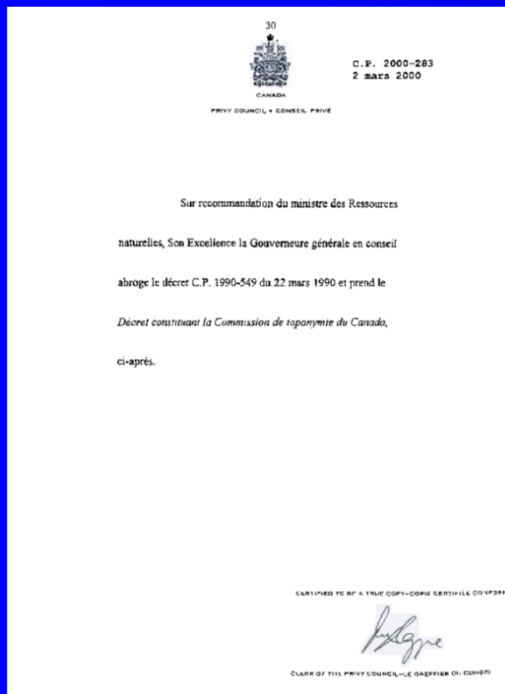 30
C.P. 2000-283
2 mars 2000
CANADA
PRIVY COUNCIL • CONSEIL PRIVÉ
Sur recommandation du ministre des Ressources
naturelles, Son Excellence la Gouverneure générale en conseil
abroge le décret C.P. 1990-549 du 22 mars 1990 et prend le
Décret constituant la Commission de toponymie du Canada,
ci-après.
CERTIFIED TO BE A TRUE COPY–COPIE CERTIFIÉE CONFOR
CLERK OF THE PRIVY COUNCIL–LE GREFFIER DU CONSEI